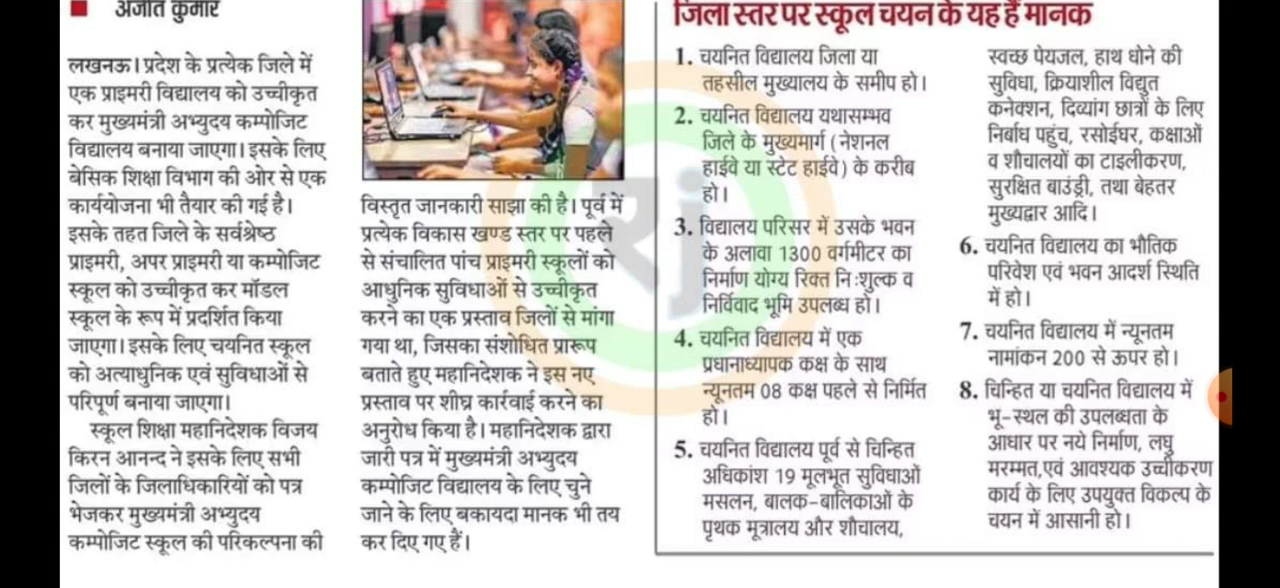 अजीत कुमार
लखनऊ। प्रदेश के प्रत्येक जिले में
एक प्राइमरी विद्यालय को उच्चीकृत
कर मुख्यमंत्री अभ्युदय कम्पोजिट
विद्यालय बनाया जाएगा। इसके लिए
बेसिक शिक्षा विभाग की ओर से एक
कार्ययोजना भी तैयार की गई है।
इसके तहत जिले के सर्वश्रेष्ठ
प्राइमरी, अपर प्राइमरी या कम्पोजिट
स्कूल को उच्चीकृत कर मॉडल
स्कूल के रूप में प्रदर्शित किया
जाएगा। इसके लिए चयनित स्कूल
को अत्याधुनिक एवं सुविधाओं से
परिपूर्ण बनाया जाएगा।
स्कूल शिक्षा महानिदेशक विजय
किरन आनन्द ने इसके लिए सभी
जिलों के जिलाधिकारियों को पत्र
भेजकर मुख्यमंत्री अभ्युदय
कम्पोजिट स्कूल की परिकल्पना की
विस्तृत जानकारी साझा की है। पूर्व में
प्रत्येक विकास खण्ड स्तर पर पहले
से संचालित पांच प्राइमरी स्कूलों को
आधुनिक सुविधाओं से उच्चीकृत
करने का एक प्रस्ताव जिलों से मांगा
गया था, जिसका संशोधित प्रारूप
बताते हुए महानिदेशक ने इस नए
प्रस्ताव पर शीघ्र कार्रवाई करने का
अनुरोध किया है। महानिदेशक द्वारा
जारी पत्र में मुख्यमंत्री अभ्युदय
कम्पोजिट विद्यालय के लिए चुने
जाने के लिए बकायदा मानक भी तय
कर दिए गए हैं।
जिला स्तर पर स्कूल चयन के यह हैं मानक
1. चयनित विद्यालय जिला या
तहसील मुख्यालय के समीप हो।
2. चयनित विद्यालय यथासम्भव
जिले के मुख्यमार्ग (नेशनल
हाईवे या स्टेट हाईवे) के करीब
हो।
3. विद्यालय परिसर में उसके भवन
के अलावा 1300 वर्गमीटर का
निर्माण योग्य रिक्त नि:शुल्क व
निर्विवाद भूमि उपलब्ध हो।
4. चयनित विद्यालय में एक
प्रधानाध्यापक कक्ष के साथ
न्यूनतम 08 कक्ष पहले से निर्मित
हो।
5. चयनित विद्यालय पूर्व से चिन्हित
अधिकांश 19 मूलभूत सुविधाओं
मसलन, बालक-बालिकाओं के
पृथक मूत्रालय और शौचालय,
स्वच्छ पेयजल, हाथ धोने की
सुविधा, क्रियाशील विद्युत
कनेक्शन, दिव्यांग छात्रों के लिए
निर्बाध पहुंच, रसोईघर, कक्षाओं
व शौचालयों का टाइलीकरण,
सुरक्षित बाउंड्री, तथा बेहतर
मुख्यद्वार आदि।
6. चयनित विद्यालय का भौतिक
परिवेश एवं भवन आदर्श स्थिति
में हो।
7. चयनित विद्यालय में न्यूनतम
नामांकन 200 से ऊपर हो।
8. चिन्हित या चयनित विद्यालय में
भू-स्थल की उपलब्धता के
आधार पर नये निर्माण, लघु
मरम्मत,एवं आवश्यक उच्चीकरण
कार्य के लिए उपयुक्त विकल्प के
चयन में आसानी हो।
रj